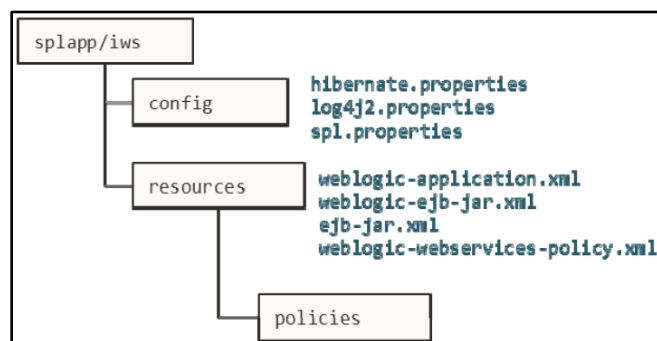 splapp/iws
config
hibernate.properties
log4j2.properties
spl.properties
resources
weblogic-application.xml
weblogic-ejb-jar.xml
ejb-jar.xml
weblogic-webservices-policy.xml
policies